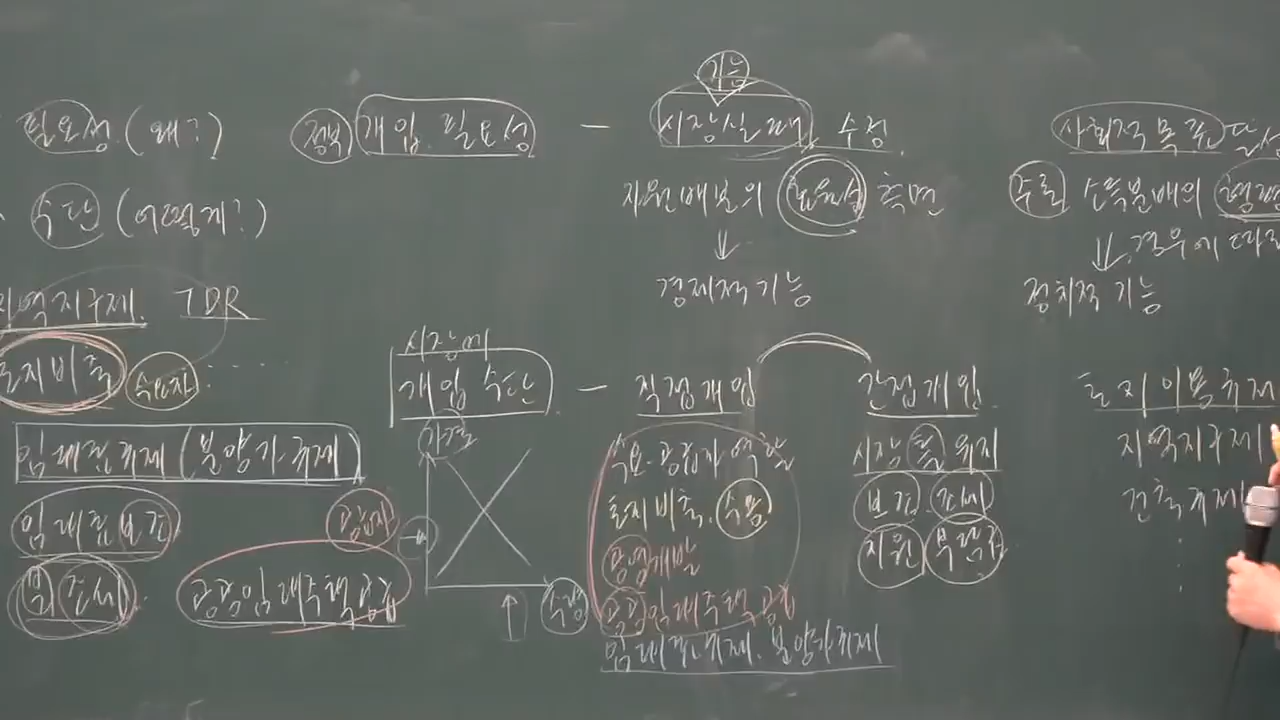 필요성 (왜?)
수단 (어떻게?)
지역지구제. TDR
토지비축 수요자 ....
임대료규제 (분양가규제)
임대료 보조
공급자
공공임대주택 공급
정부 개입 필요성 -
기능
시장실패 수정
자원배분의 효율성 측면
경제적 기능
사회적 목표 달성
주로 소득분배의 형평
경우에 따라
정치적 기능
시장에
개입 수단 - 직접개입 간접개입
가격
수량
수요·공급자 역할
토지비축. 수용
공영개발
공공임대주택 공급
임대료규제. 분양가규제
시장틀 유지
보조. 조세
지원 부담금
토지이용규제
지역지구제
건축규제